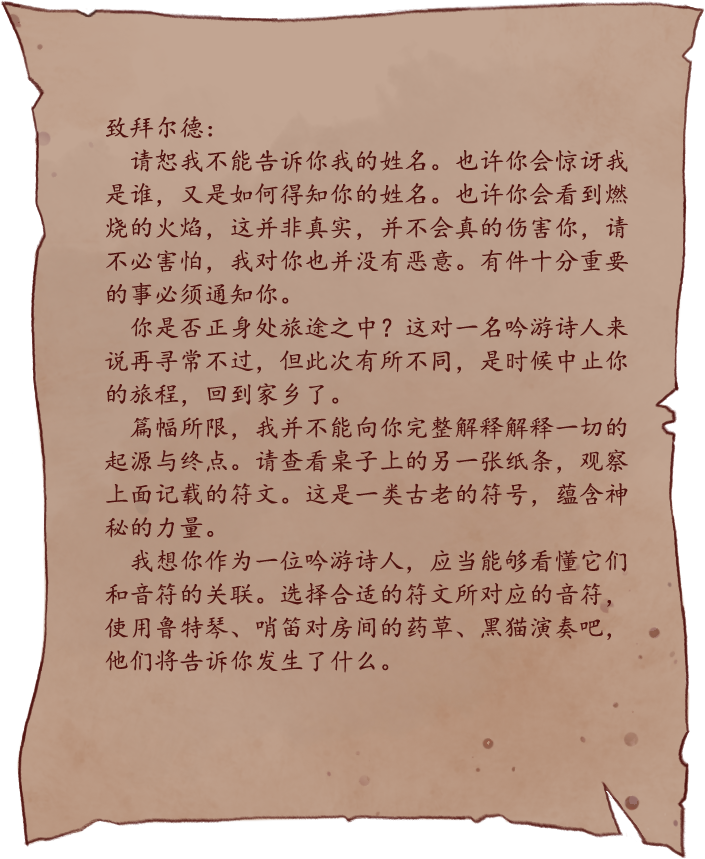 致拜尔德：
请恕我不能告诉你我的姓名。也许你会惊讶我
是谁，又是如何得知你的姓名。也许你会看到燃
烧的火焰，这并非真实，并不会真的伤害你，请
不必害怕，我对你也并没有恶意。有件十分重要
的事必须通知你。
你是否正身处旅途之中？这对一名吟游诗人来
说再寻常不过，但此次有所不同，是时候中止你
的旅程，回到家乡了。
篇幅所限，我并不能向你完整解释解释一切的
起源与终点。请查看桌子上的另一张纸条，观察
上面记载的符文。这是一类古老的符号，蕴含神
秘的力量。
我想你作为一位吟游诗人，应当能够看懂它们
和音符的关联。选择合适的符文所对应的音符，
使用鲁特琴、哨笛对房间的药草、黑猫演奏吧，
他们将告诉你发生了什么。